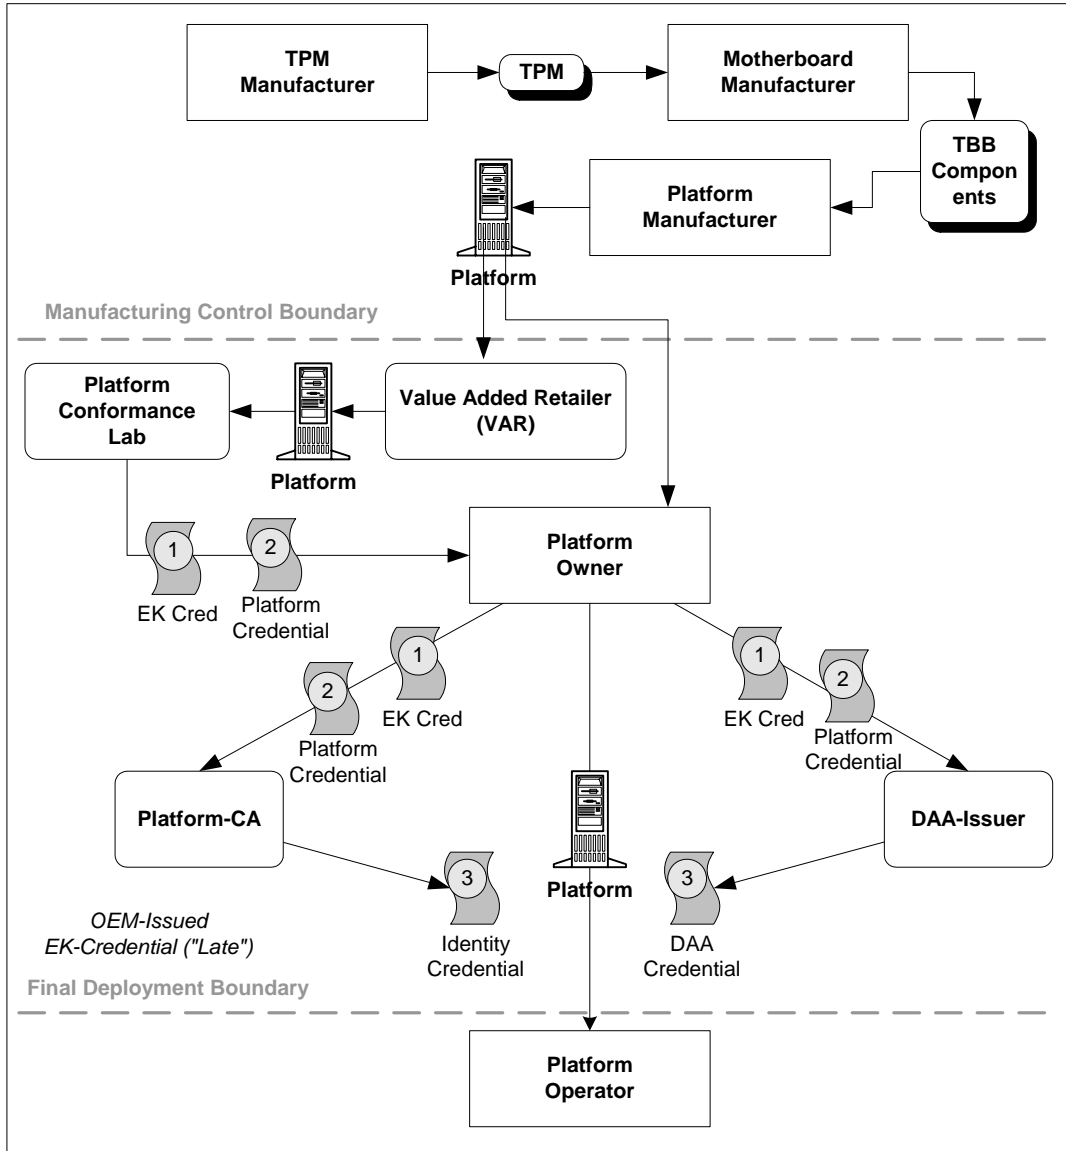 TPM
Manufacturer
TPM
Motherboard
Manufacturer
TBB
Compon
ents
Platform
Manufacturer
Platform
Manufacturing Control Boundary
Platform
Conformance
Lab
Platform
Value Added Retailer
(VAR)
1
EK Cred
2
Platform
Credential
Platform
Owner
1
EK Cred
2
Platform
Credential
1
EK Cred
2
Platform
Credential
Platform-CA
Platform
DAA-Issuer
3
Identity
Credential
3
DAA
Credential
OEM-Issued
EK-Credential ("Late")
Final Deployment Boundary
Platform
Operator